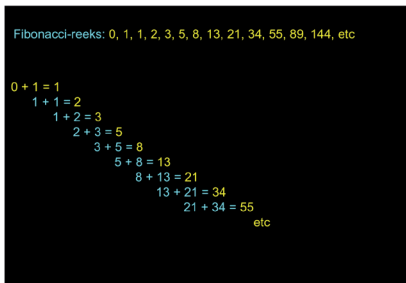 Fibonacci-reeks: 0, 1, 1, 2, 3, 5, 8, 13, 21, 34, 55, 89, 144, etc
0 + 1 = 1
1 + 1 = 2
1 + 2 = 3
2 + 3 = 5
3 + 5 = 8
5 + 8 = 13
8 + 13 = 21
13 + 21 = 34
21 + 34 = 55
etc